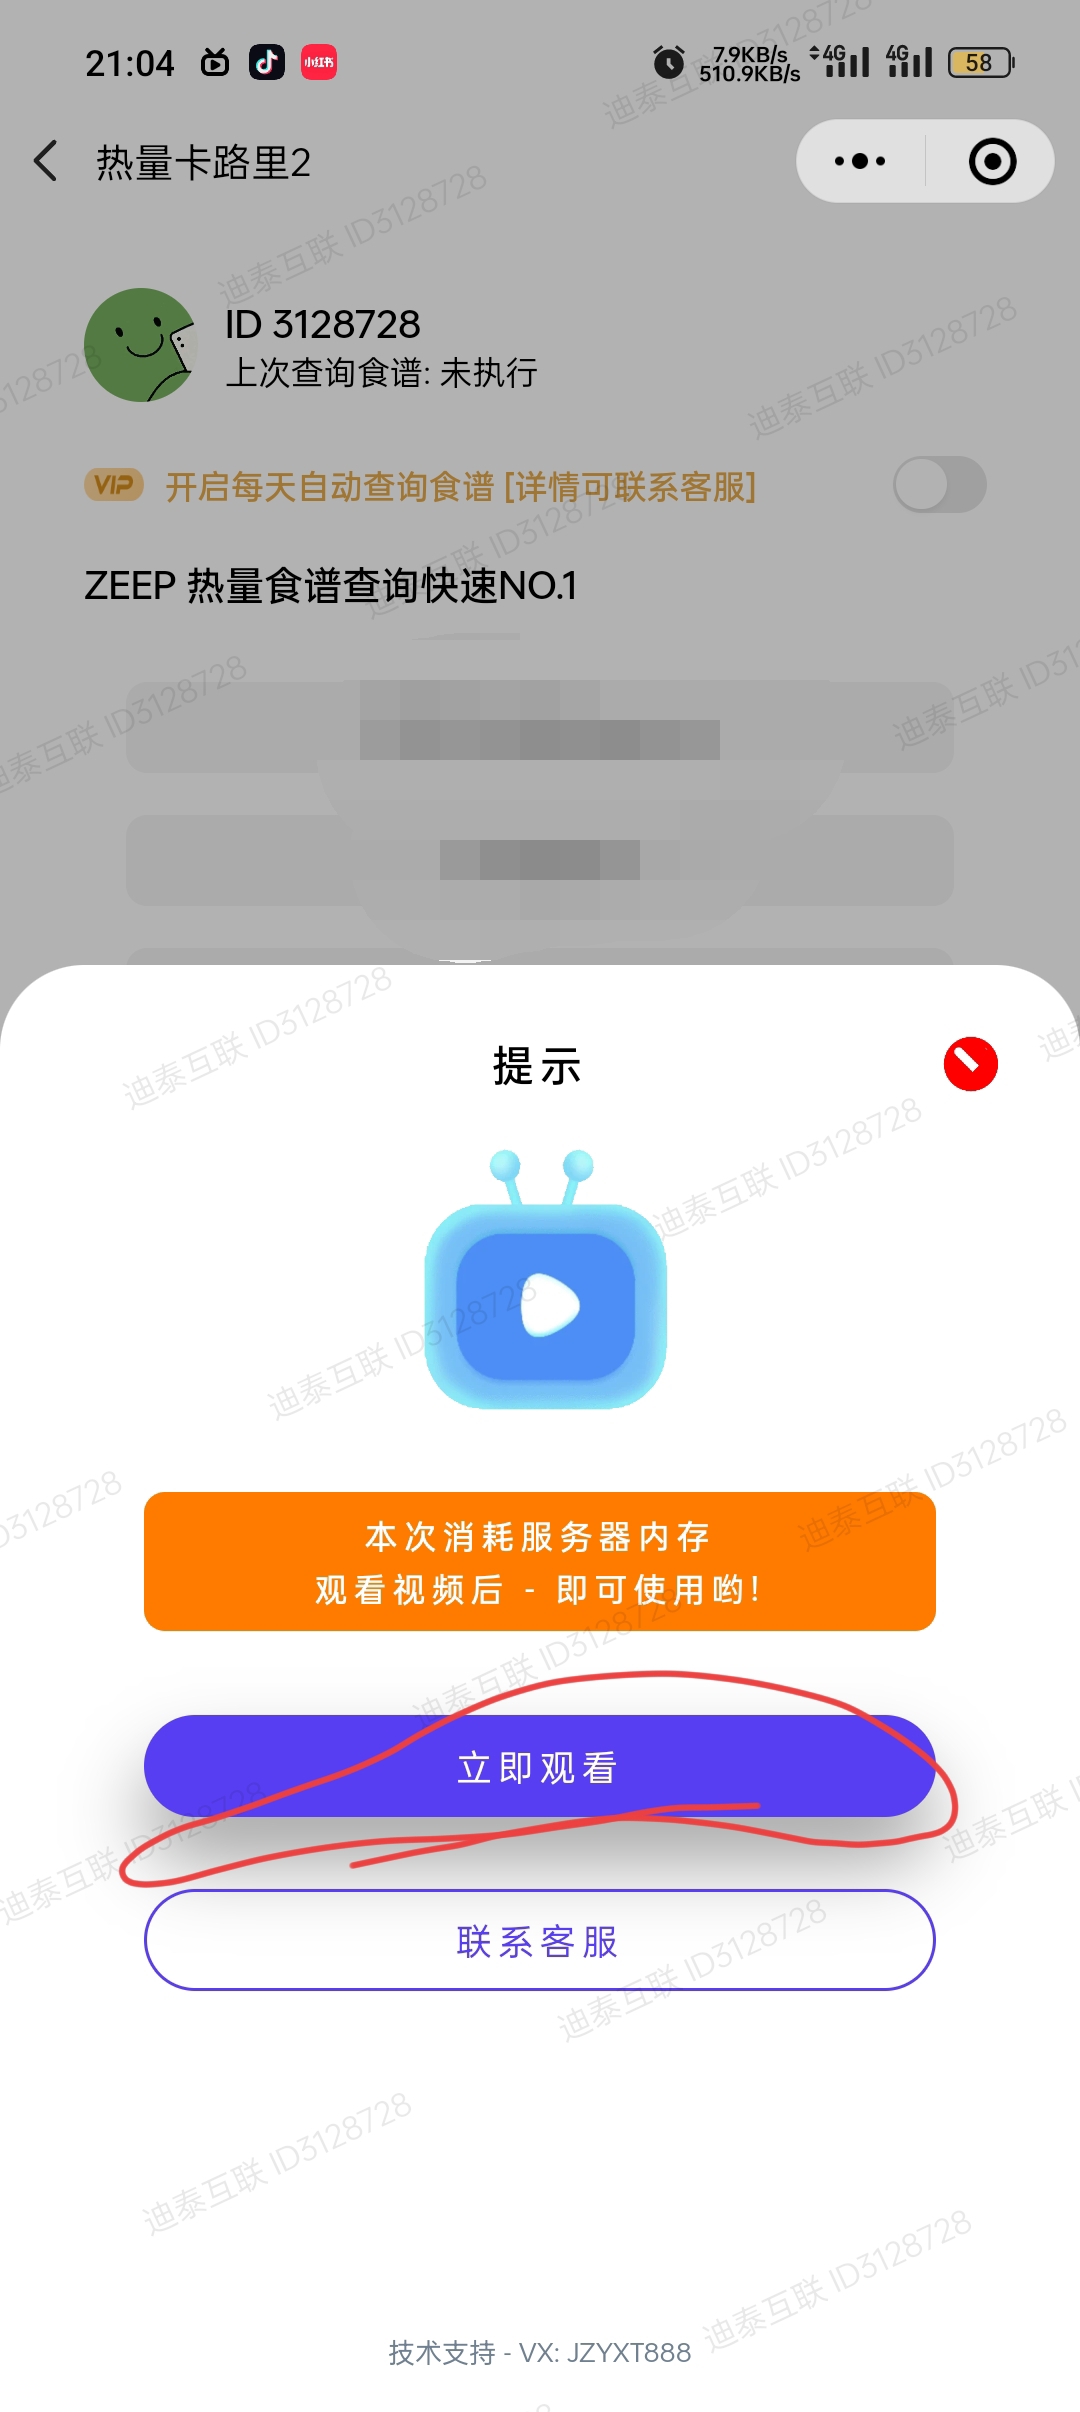 21:04
小红书
7.9KB/s
510.9KB/s
4G
4G
58
热量卡路里2
ID 3128728
上次查询食谱: 未执行
VIP 开启每天自动查询食谱 [详情可联系客服]
ZEEP 热量食谱查询快速NO.1
提示
本次消耗服务器内存
观看视频后 - 即可使用哟!
立即观看
联系客服
技术支持 - VX: JZYXT888
迪泰互联 ID3128728